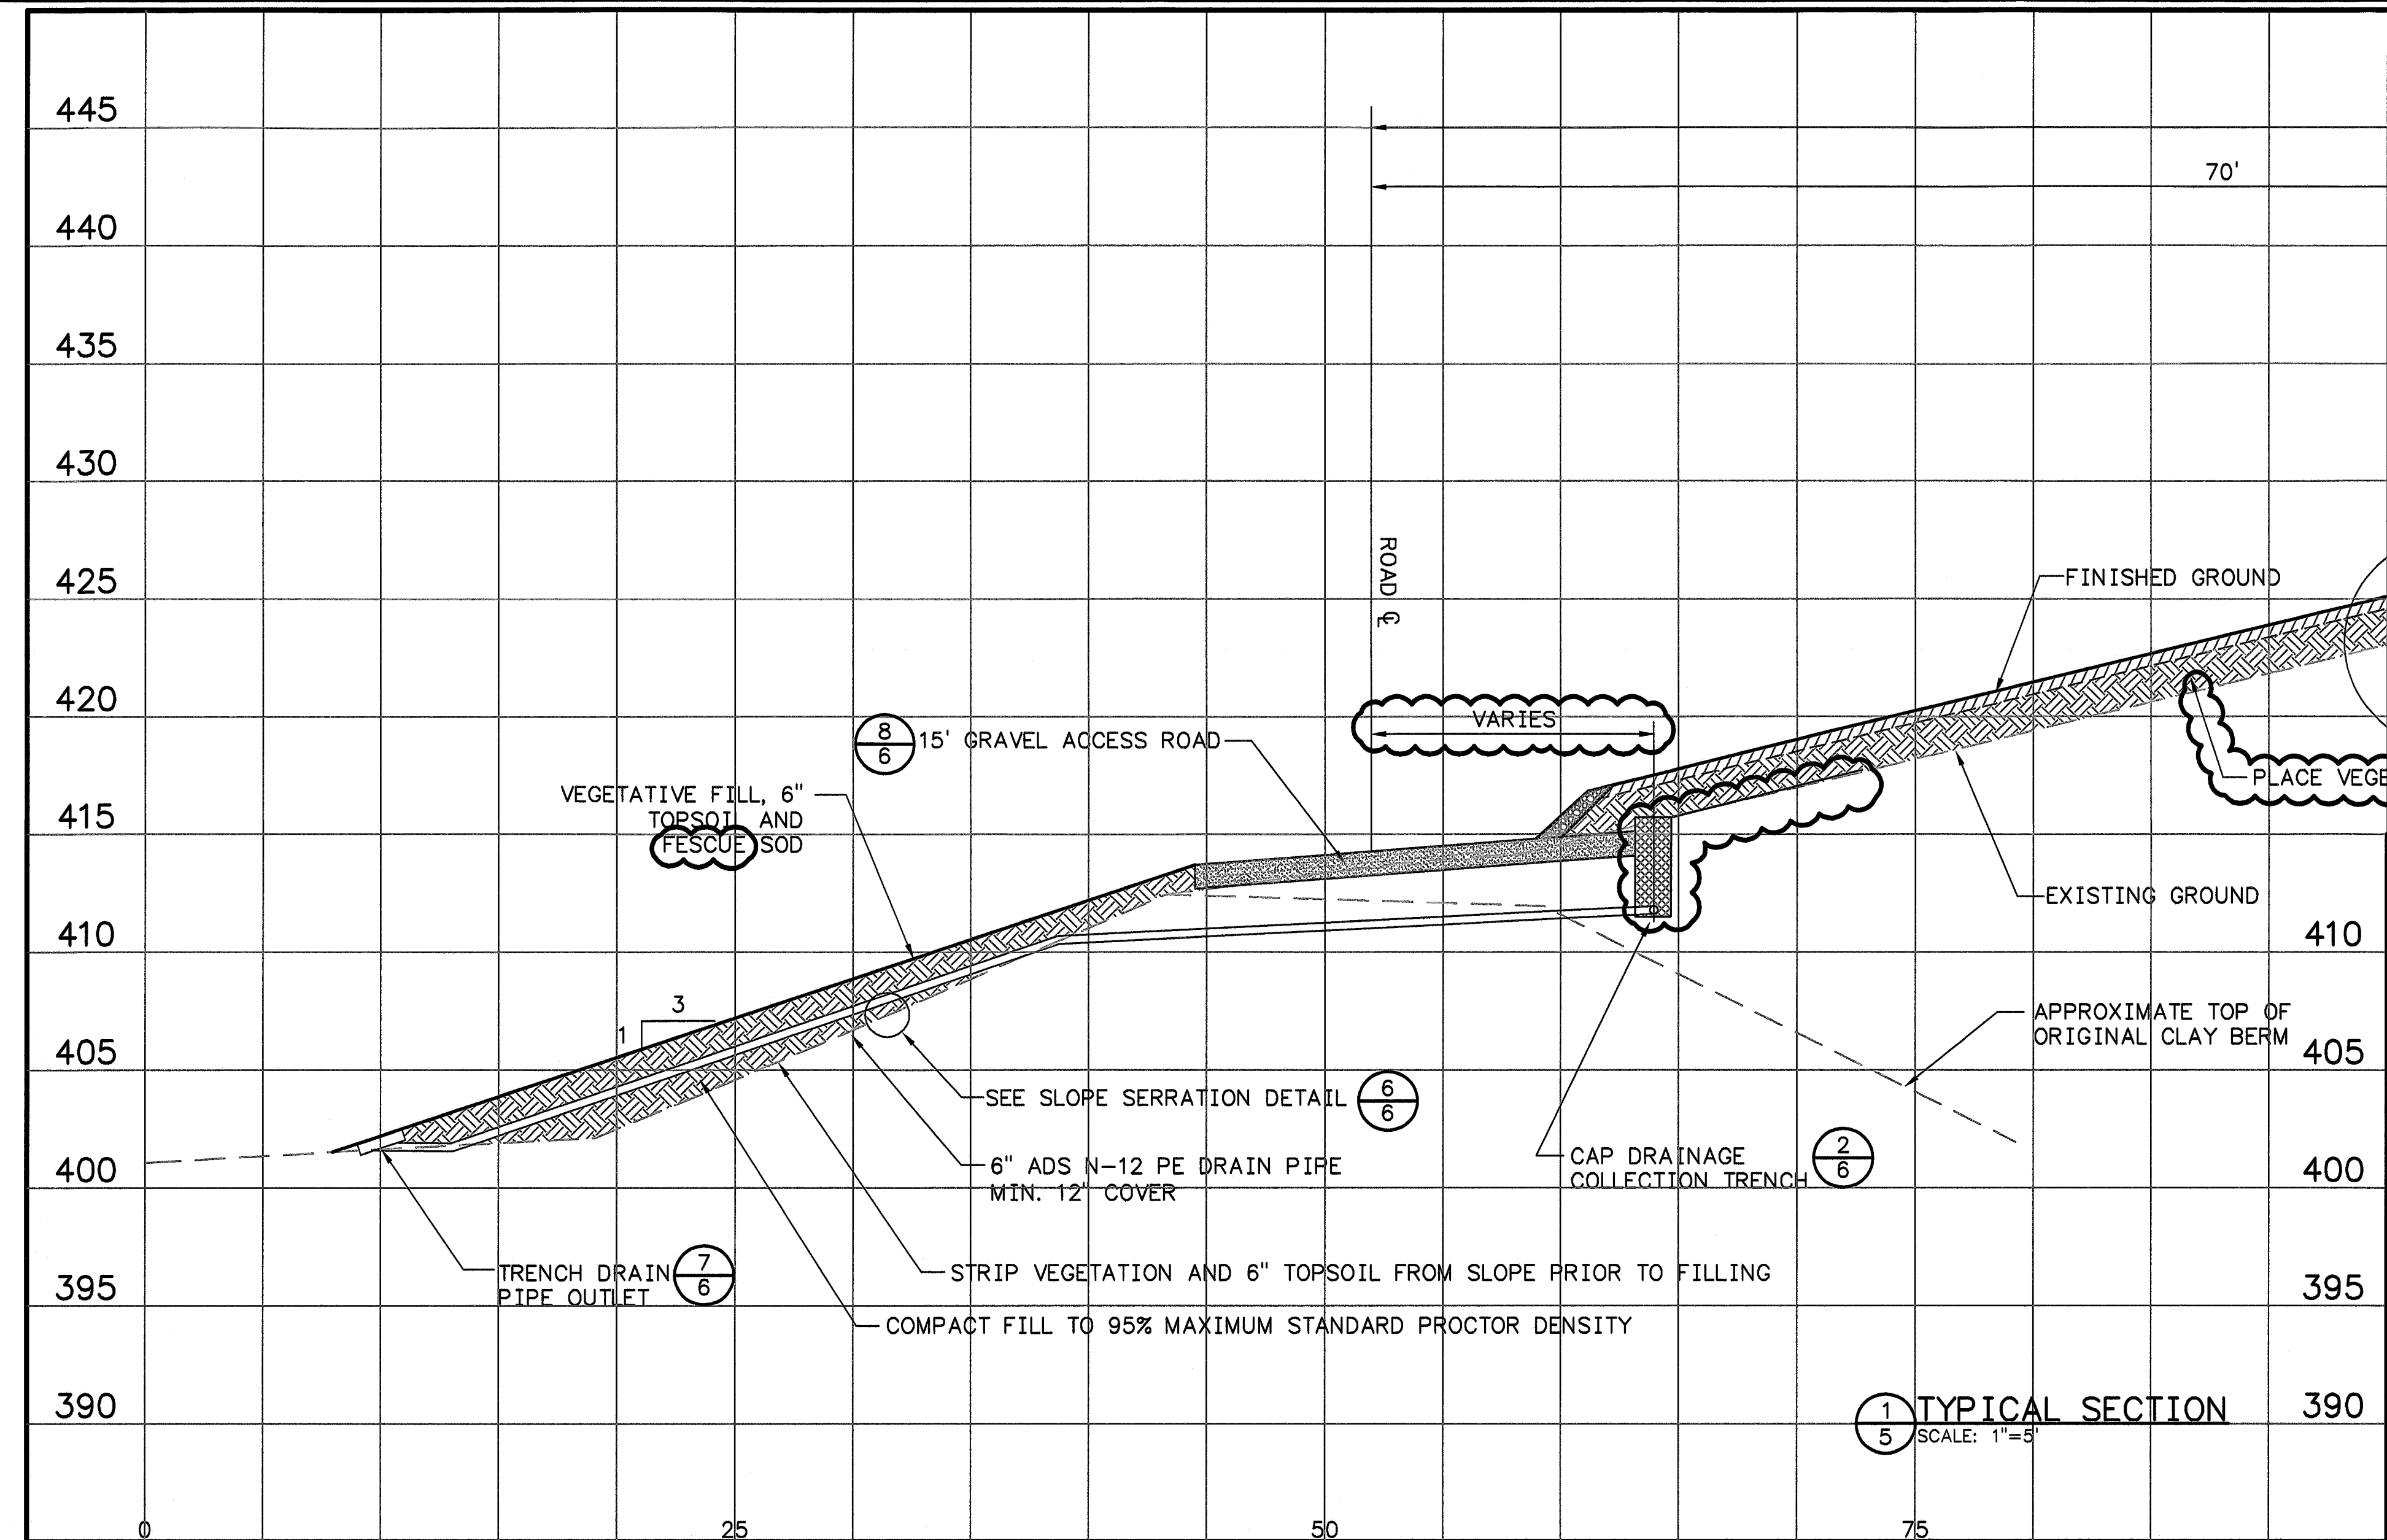 445
70'
440
435
430
425
ROAD ℄
FINISHED GROUND
420
VARIES
8
6
15' GRAVEL ACCESS ROAD
PLACE VEGE
VEGETATIVE FILL, 6"
TOPSOIL AND
FESCUE SOD
415
EXISTING GROUND
410
410
3
1
APPROXIMATE TOP OF
ORIGINAL CLAY BERM
405
405
SEE SLOPE SERRATION DETAIL
6
6
6" ADS N-12 PE DRAIN PIPE
MIN. 12" COVER
CAP DRAINAGE
COLLECTION TRENCH
2
6
400
400
TRENCH DRAIN
PIPE OUTLET
7
6
STRIP VEGETATION AND 6" TOPSOIL FROM SLOPE PRIOR TO FILLING
395
395
COMPACT FILL TO 95% MAXIMUM STANDARD PROCTOR DENSITY
390
1
5
TYPICAL SECTION
SCALE: 1"=5'
390
0
25
50
75